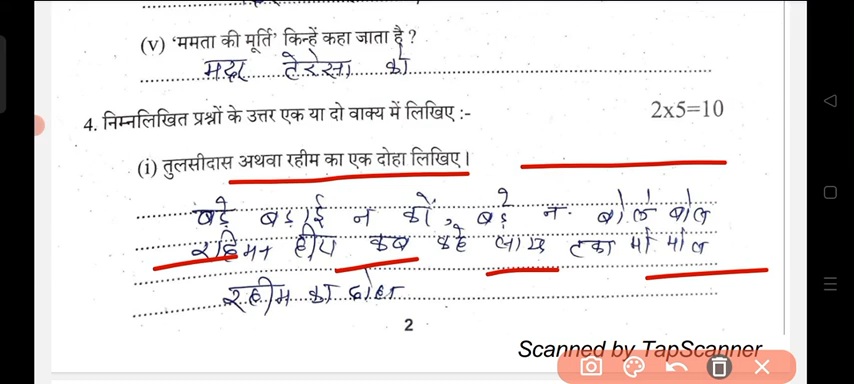 (v) 'ममता की मूर्ति' किन्हें कहा जाता है ?
मदर टेरेसा को
4. निम्नलिखित प्रश्नों के उत्तर एक या दो वाक्य में लिखिए :- 2x5=10
(i) तुलसीदास अथवा रहीम का एक दोहा लिखिए।
बड़े बड़ाई न करें, बड़े न बोले बोल
रहिमन हीरा कब कहे लाख टका मो मोल
रहीम का दोहा
2
Scanned by TapScanner